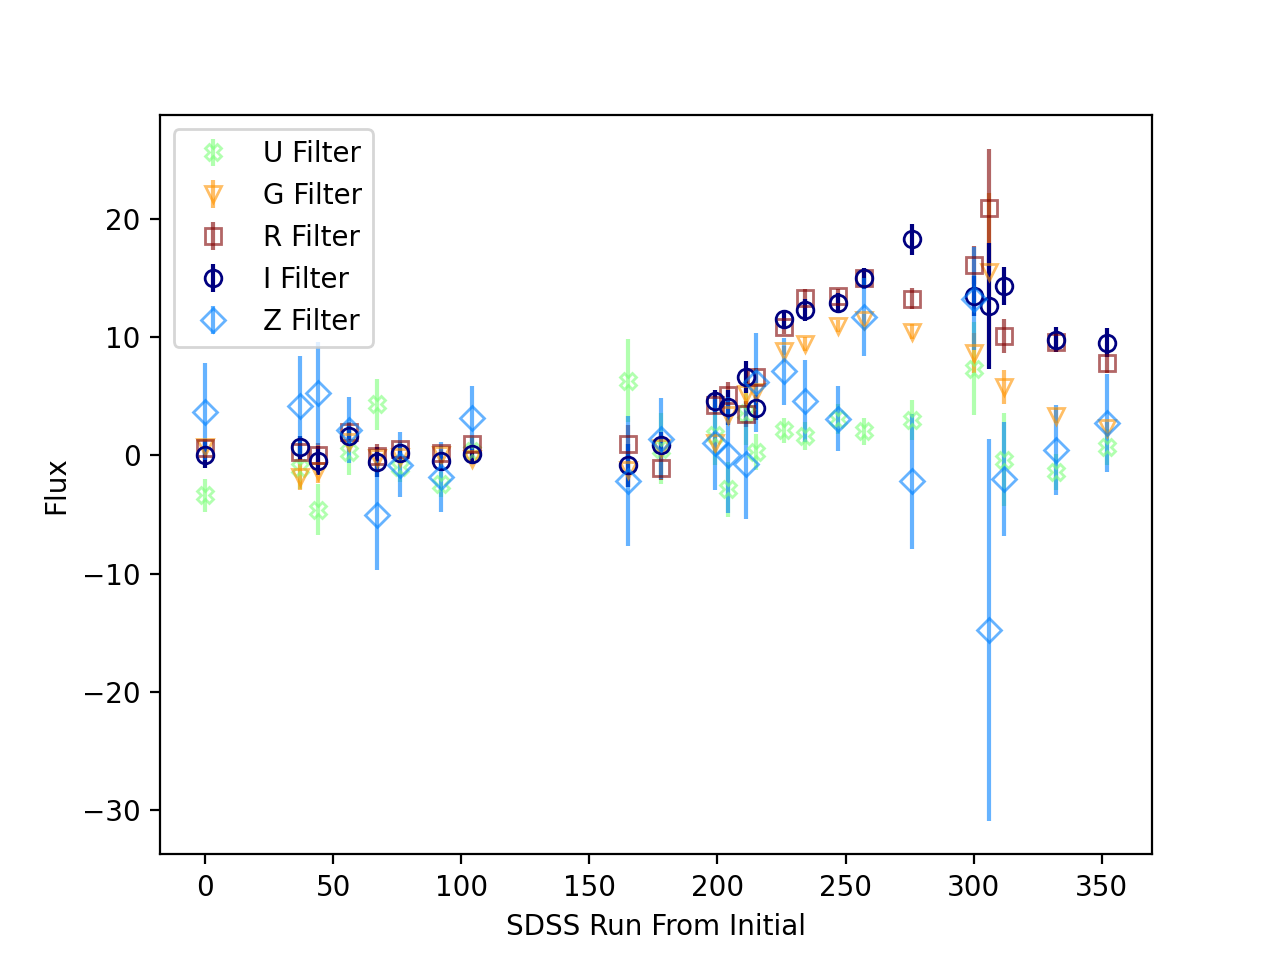 U Filter
G Filter
R Filter
I Filter
Z Filter
20
10
0
−10
−20
−30
Flux
0 50 100 150 200 250 300 350
SDSS Run From Initial